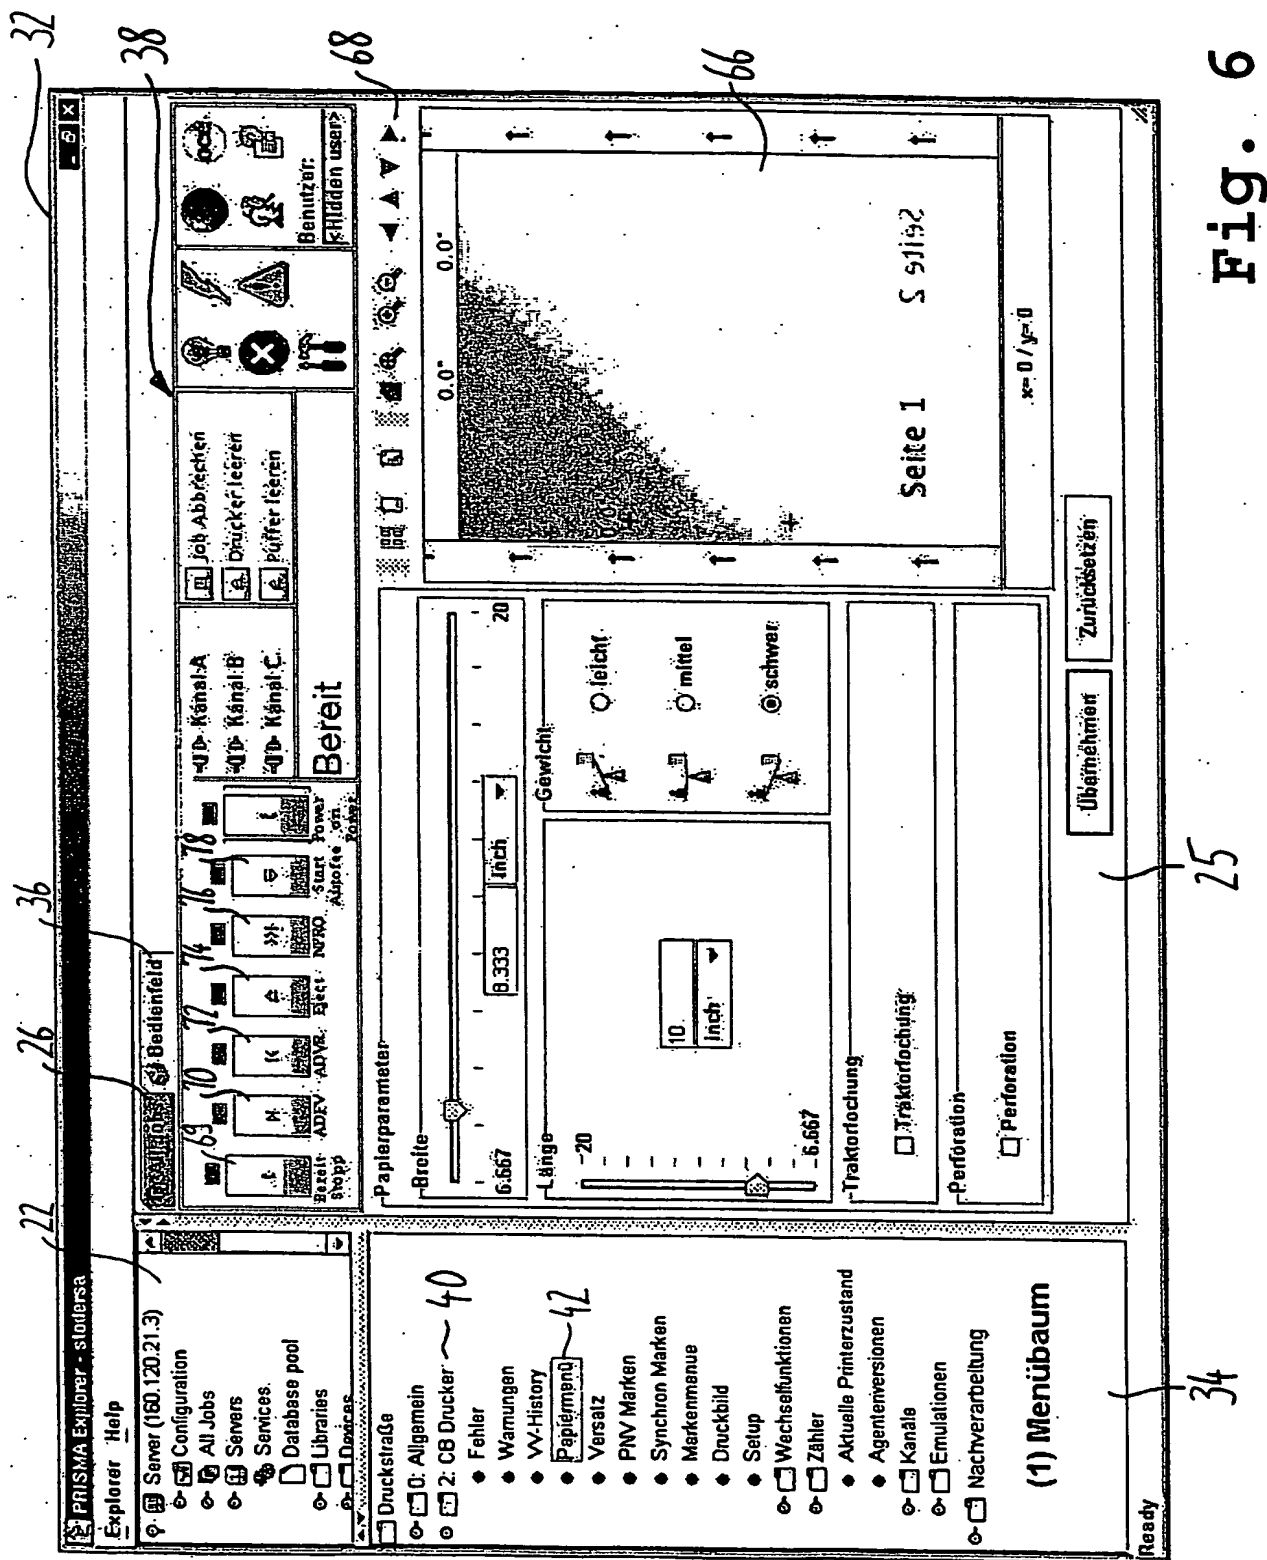 32
38
68
66
36
26
22
PRISMA Explorer - slodersa
Explorer Help
Server (160.120.21.3)
Configuration
All Jobs
Servers
Services
Database pool
Libraries
Devices
Bedienfeld
63
70
72
74
76
78
Bereit
Stopp
ADFV
ADVR
Eject
NPRO
Start
Autofee
Power
on
Power
Kanal A
Kanal B
Kanal C
Bereit
Job Abbrechen
Drucker leeren
Puffer leeren
OCE
Benutzer:
<Hidden user>
Druckstraße
0: Allgemein
2: CB Drucker
40
Fehler
Warnungen
VV-History
Papiermenü
42
Versatz
PNV Marken
Synchron Marken
Markenmenue
Druckbild
Setup
Wechselfunktionen
Zähler
Aktuelle Printerzustand
Agentenversionen
Kanäle
Emulationen
Nachverarbeitung
(1) Menübaum
34
Ready
Papierparameter
Breite
6.667
20
8.333
inch
Länge
20
6.667
10
inch
Gewicht
leicht
mittel
schwer
Traktorlochung
Traktorlochung
Perforation
Perforation
Übernehmen
Zurücksetzen
25
0.0"
0.0"
Seite 1
x= 0 / y= 0
Fig. 6